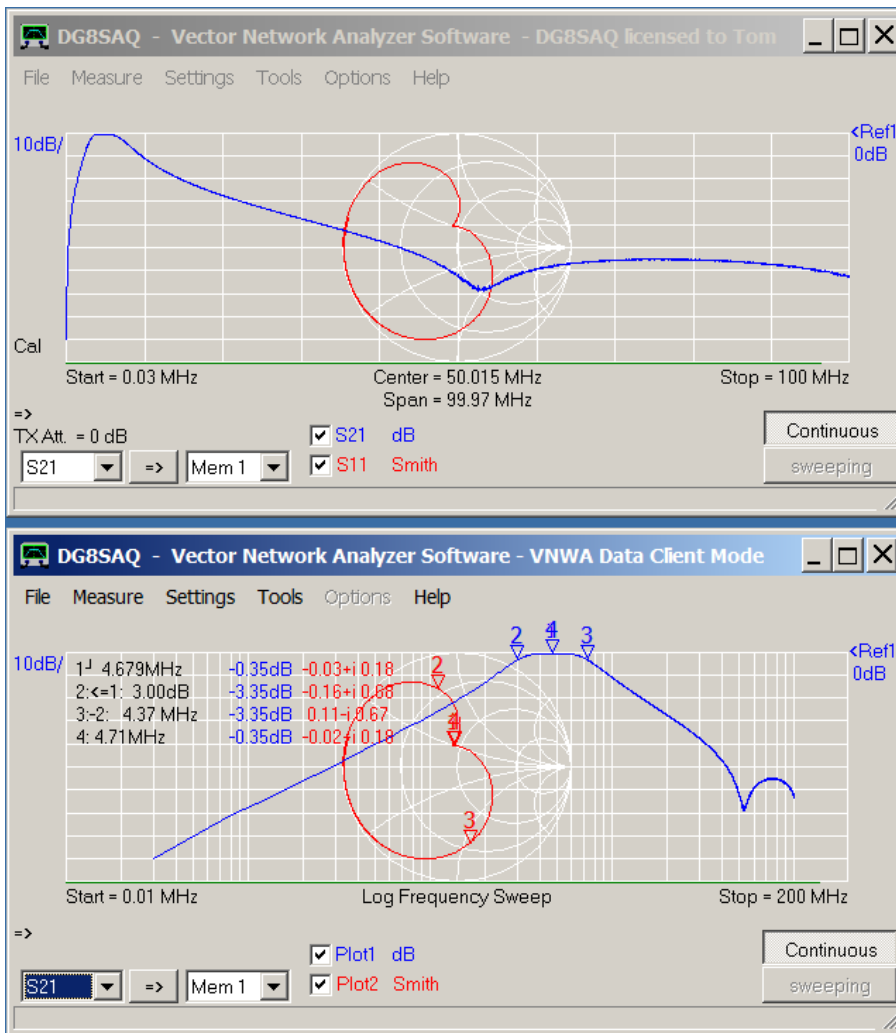 DG8SAQ - Vector Network Analyzer Software - DG8SAQ licensed to Tom
File Measure Settings Tools Options Help
10dB/ <Ref1
0dB
Cal
Start = 0.03 MHz Center = 50.015 MHz Stop = 100 MHz
Span = 99.97 MHz
=>
TX Att. = 0 dB S21 dB Continuous
S21 => Mem 1 S11 Smith sweeping
DG8SAQ - Vector Network Analyzer Software - VNWA Data Client Mode
File Measure Settings Tools Options Help
2 4 3
10dB/ <Ref1
1┘ 4.679MHz -0.35dB -0.03+i 0.18 2 0dB
2:<=1: 3.00dB -3.35dB -0.16+i 0.68
3:-2: 4.37 MHz -3.35dB 0.11-i 0.67
4: 4.71MHz -0.35dB -0.02+i 0.18 4
3
Start = 0.01 MHz Log Frequency Sweep Stop = 200 MHz
=>
Plot1 dB Continuous
S21 => Mem 1 Plot2 Smith sweeping